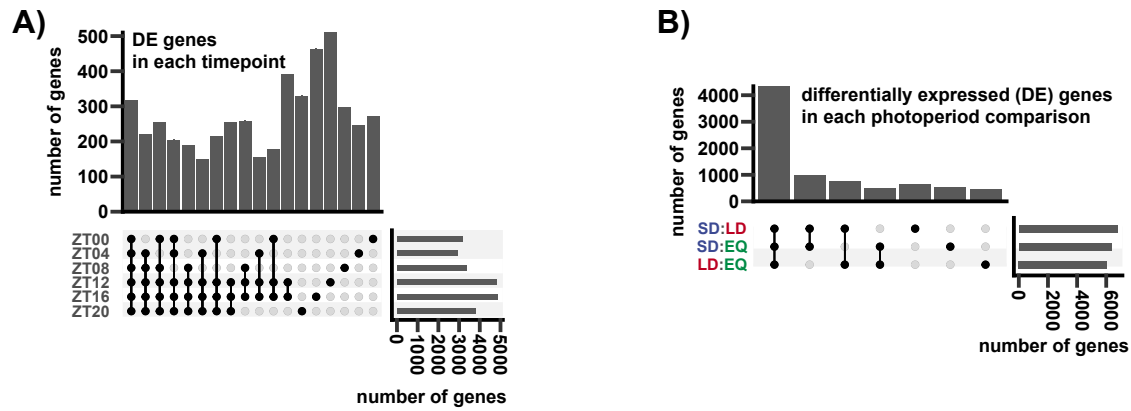 A)
DE genes
in each timepoint
number of genes
500
400
300
200
100
0
ZT00
ZT04
ZT08
ZT12
ZT16
ZT20
0
1000
2000
3000
4000
5000
number of genes
B)
differentially expressed (DE) genes
in each photoperiod comparison
number of genes
4000
3000
2000
1000
0
SD:LD
SD:EQ
LD:EQ
0
2000
4000
6000
number of genes